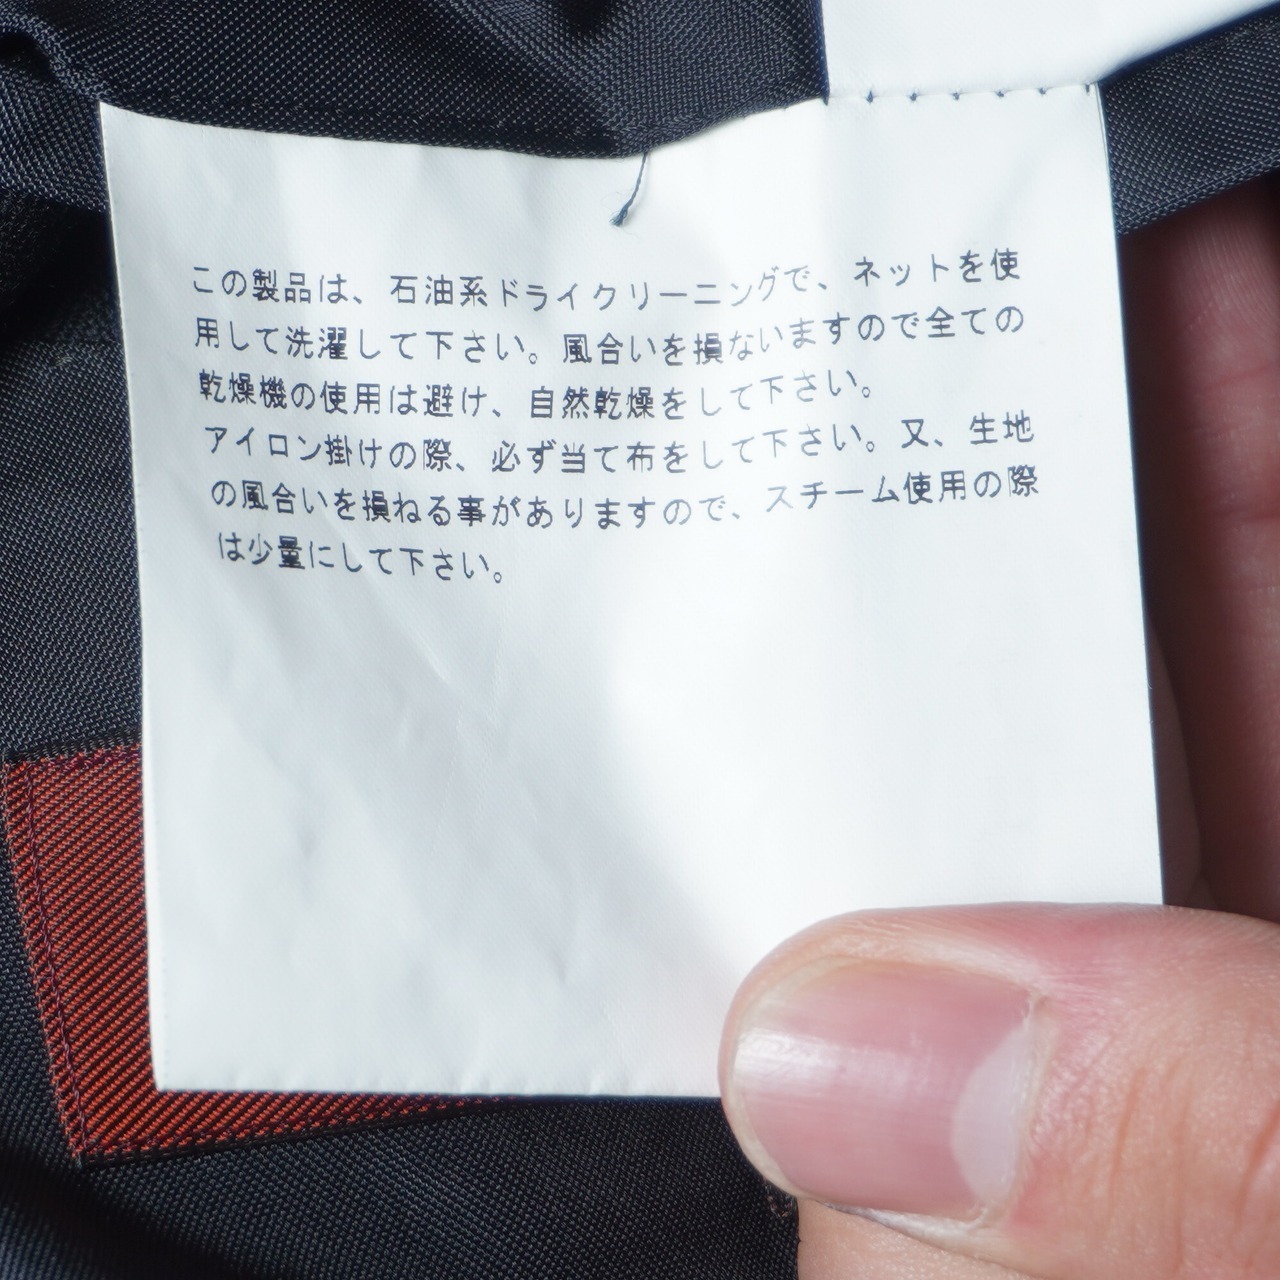 この製品は、石油系ドライクリーニングで、ネットを使
用して洗濯して下さい。風合いを損ないますので全ての
乾燥機の使用は避け、自然乾燥をして下さい。
アイロン掛けの際、必ず当て布をして下さい。又、生地
の風合いを損ねる事がありますので、スチーム使用の際
は少量にして下さい。